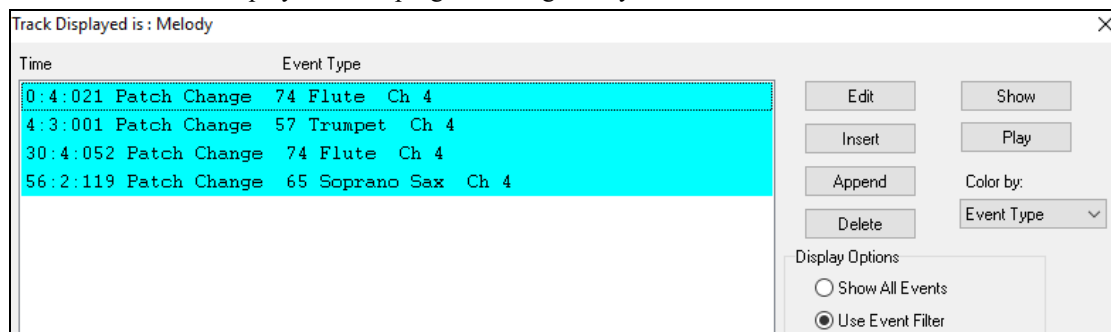 Track Displayed is : Melody
Time Event Type
0:4:021 Patch Change 74 Flute Ch 4
4:3:001 Patch Change 57 Trumpet Ch 4
30:4:052 Patch Change 74 Flute Ch 4
56:2:119 Patch Change 65 Soprano Sax Ch 4
Edit Show
Insert Play
Append Color by:
Delete Event Type
Display Options
Show All Events
Use Event Filter